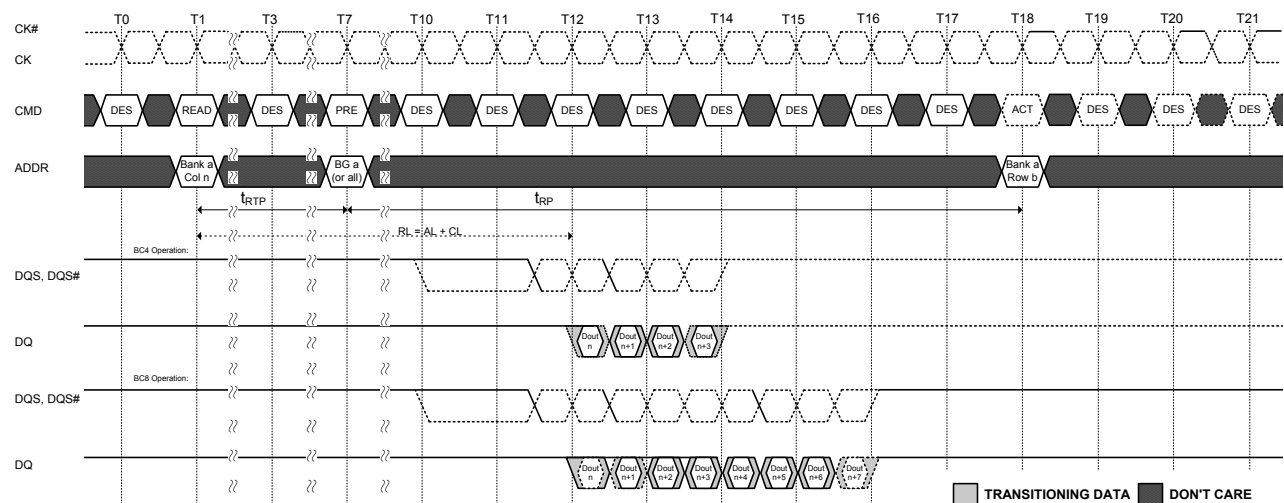 T0 T1 T3 T7 T10 T11 T12 T13 T14 T15 T16 T17 T18 T19 T20 T21
CK#
CK
CMD
DES READ DES PRE DES DES DES DES DES DES DES DES ACT DES DES DES
ADDR
Bank a
Col n
BG a
(or all)
Bank a
Row b
tRTP
tRP
RL = AL + CL
BC4 Operation:
DQS, DQS#
DQ
Dout
n
Dout
n+1
Dout
n+2
Dout
n+3
BC8 Operation:
DQS, DQS#
DQ
Dout
n
Dout
n+1
Dout
n+2
Dout
n+3
Dout
n+4
Dout
n+5
Dout
n+6
Dout
n+7
TRANSITIONING DATA
DON'T CARE